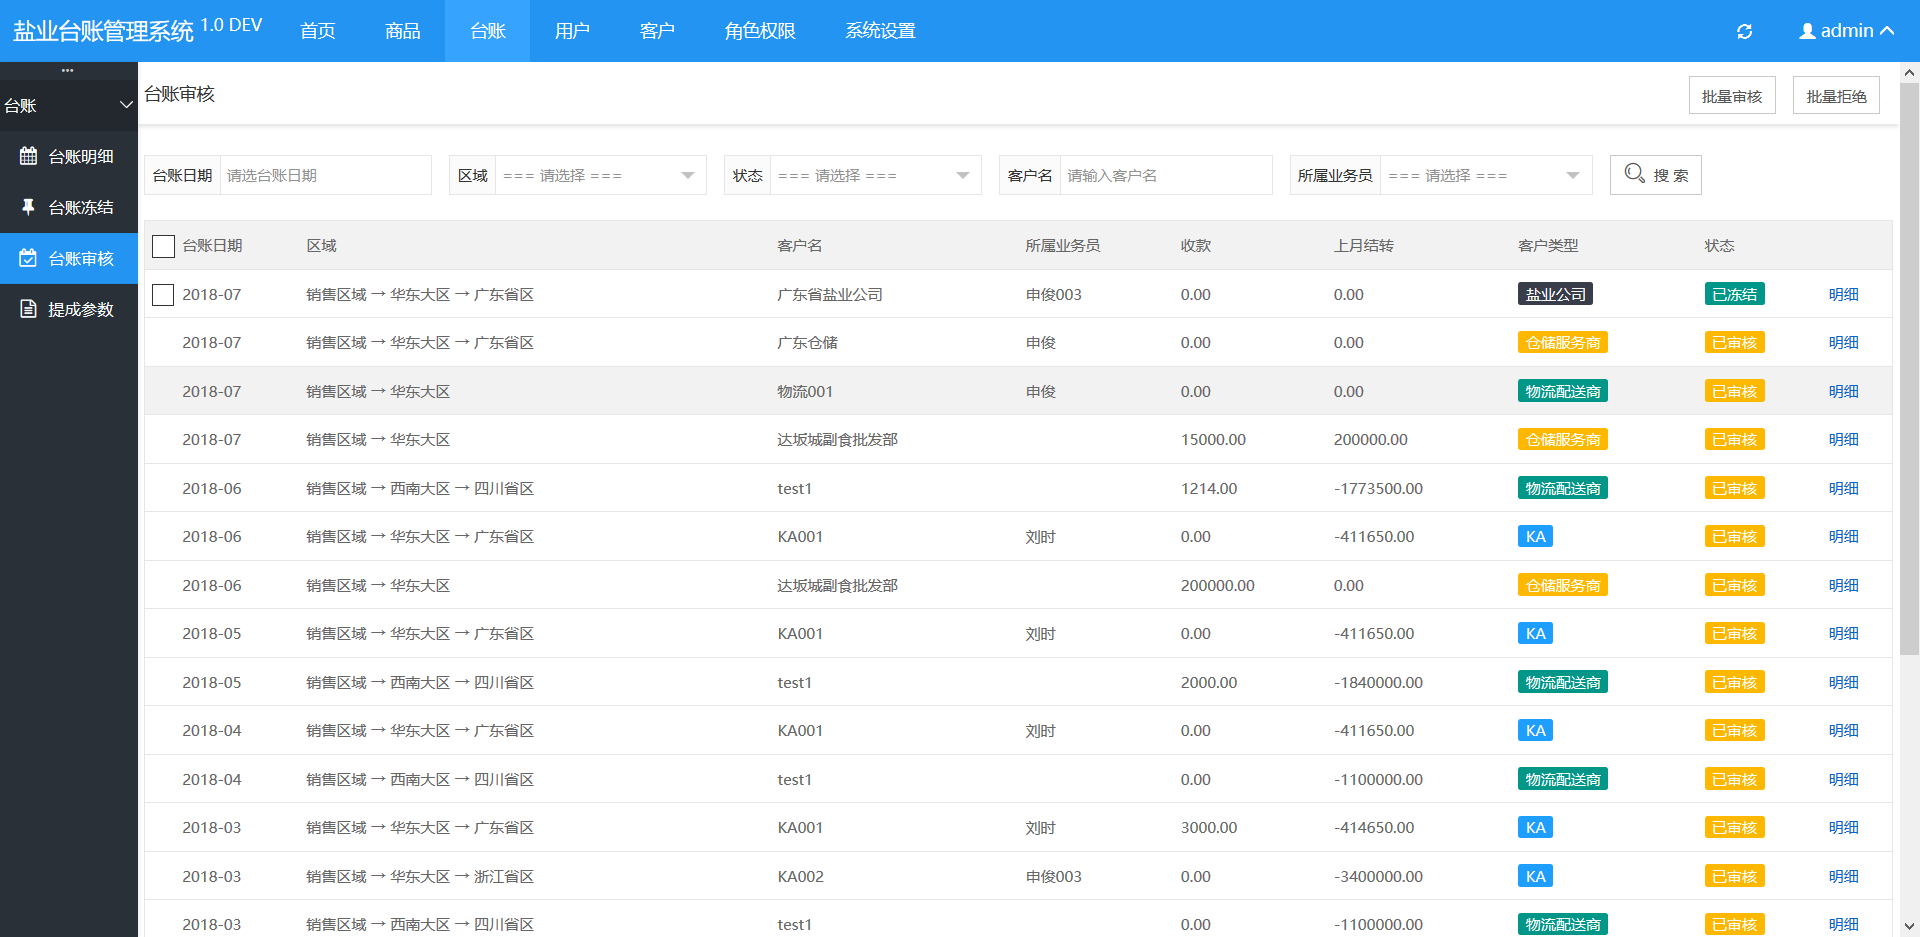 盐业台账管理系统 1.0 DEV 首页 商品 台账 用户 客户 角色权限 系统设置 admin
台账
台账明细
台账冻结
台账审核
提成参数
台账审核 批量审核 批量拒绝
台账日期 请选台账日期 区域 === 请选择 === 状态 === 请选择 === 客户名 请输入客户名 所属业务员 === 请选择 === 搜 索
台账日期 区域 客户名 所属业务员 收款 上月结转 客户类型 状态
2018-07 销售区域 → 华东大区 → 广东省区 广东省盐业公司 申俊003 0.00 0.00 盐业公司 已冻结 明细
2018-07 销售区域 → 华东大区 → 广东省区 广东仓储 申俊 0.00 0.00 仓储服务商 已审核 明细
2018-07 销售区域 → 华东大区 物流001 申俊 0.00 0.00 物流配送商 已审核 明细
2018-07 销售区域 → 华东大区 达坂城副食批发部 15000.00 200000.00 仓储服务商 已审核 明细
2018-06 销售区域 → 西南大区 → 四川省区 test1 1214.00 -1773500.00 物流配送商 已审核 明细
2018-06 销售区域 → 华东大区 → 广东省区 KA001 刘时 0.00 -411650.00 KA 已审核 明细
2018-06 销售区域 → 华东大区 达坂城副食批发部 200000.00 0.00 仓储服务商 已审核 明细
2018-05 销售区域 → 华东大区 → 广东省区 KA001 刘时 0.00 -411650.00 KA 已审核 明细
2018-05 销售区域 → 西南大区 → 四川省区 test1 2000.00 -1840000.00 物流配送商 已审核 明细
2018-04 销售区域 → 华东大区 → 广东省区 KA001 刘时 0.00 -411650.00 KA 已审核 明细
2018-04 销售区域 → 西南大区 → 四川省区 test1 0.00 -1100000.00 物流配送商 已审核 明细
2018-03 销售区域 → 华东大区 → 广东省区 KA001 刘时 3000.00 -414650.00 KA 已审核 明细
2018-03 销售区域 → 华东大区 → 浙江省区 KA002 申俊003 0.00 -3400000.00 KA 已审核 明细
2018-03 销售区域 → 西南大区 → 四川省区 test1 0.00 -1100000.00 物流配送商 已审核 明细